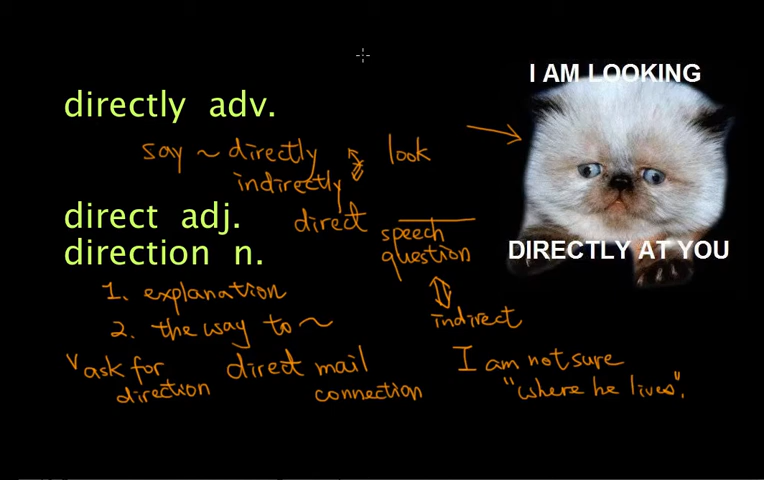 I AM LOOKING
directly adv.
say ~ directly look
indirectly
direct adj. direct speech
direction n. question
DIRECTLY AT YOU
1. explanation
2. the way to ~
indirect
ask for direction
direct mail
connection
I am not sure
"where he lives".